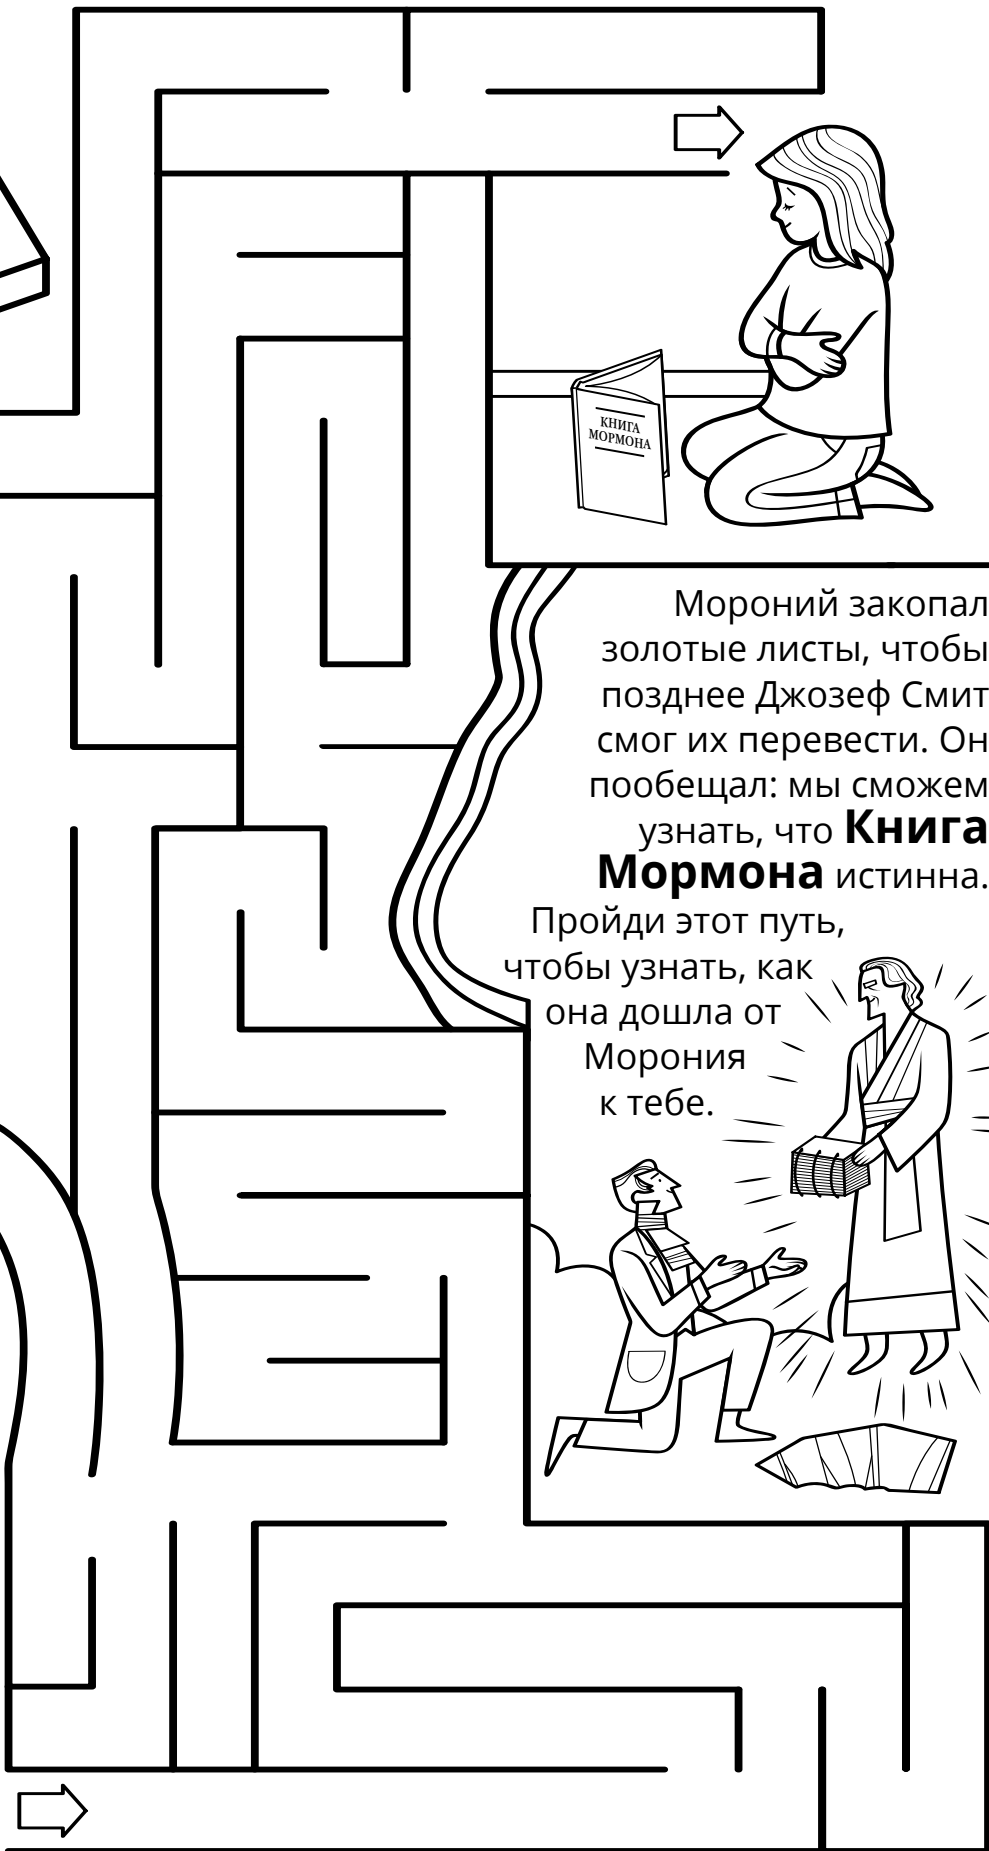 КНИГА
МОРМОНА
Мороний закопал
золотые листы, чтобы
позднее Джозеф Смит
смог их перевести. Он
пообещал: мы сможем
узнать, что Книга
Мормона истинна.
Пройди этот путь,
чтобы узнать, как
она дошла от
Морония
к тебе.